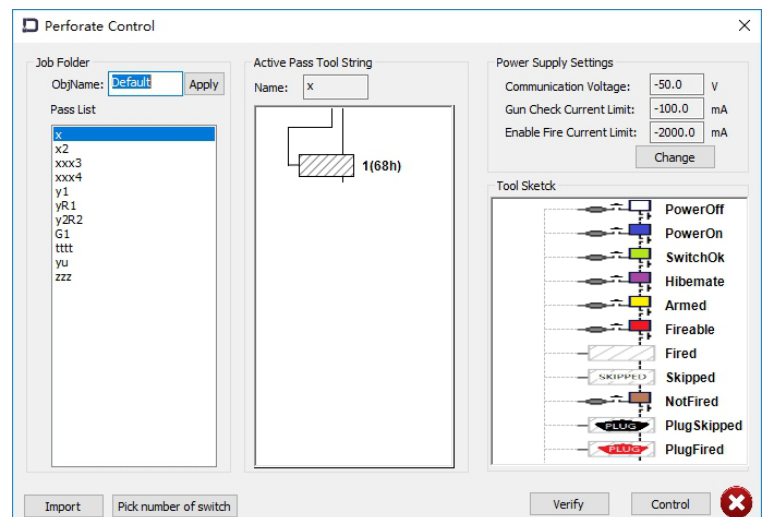 Perforate Control
Job Folder
ObjName: Default Apply
Pass List
x
x2
xxx3
xxx4
y1
yR1
y2R2
G1
tttt
yu
zzz
Import Pick number of switch
Active Pass Tool String
Name: x
1(68h)
Power Supply Settings
Communication Voltage: -50.0 V
Gun Check Current Limit: -100.0 mA
Enable Fire Current Limit: -2000.0 mA
Change
Tool Sketck
PowerOff
PowerOn
SwitchOk
Hibemate
Armed
Fireable
Fired
SKIPPED Skipped
NotFired
PLUG PlugSkipped
PLUG PlugFired
Verify Control